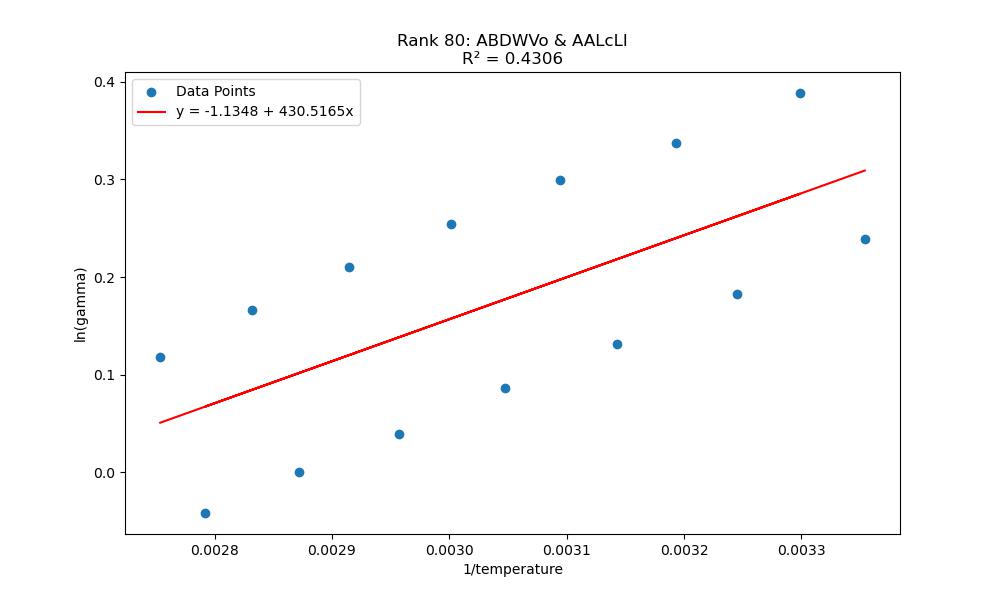 Rank 80: ABDWVo & AALcLI
R² = 0.4306
Data Points
y = -1.1348 + 430.5165x
0.4
0.3
0.2
0.1
0.0
ln(gamma)
0.0028 0.0029 0.0030 0.0031 0.0032 0.0033
1/temperature